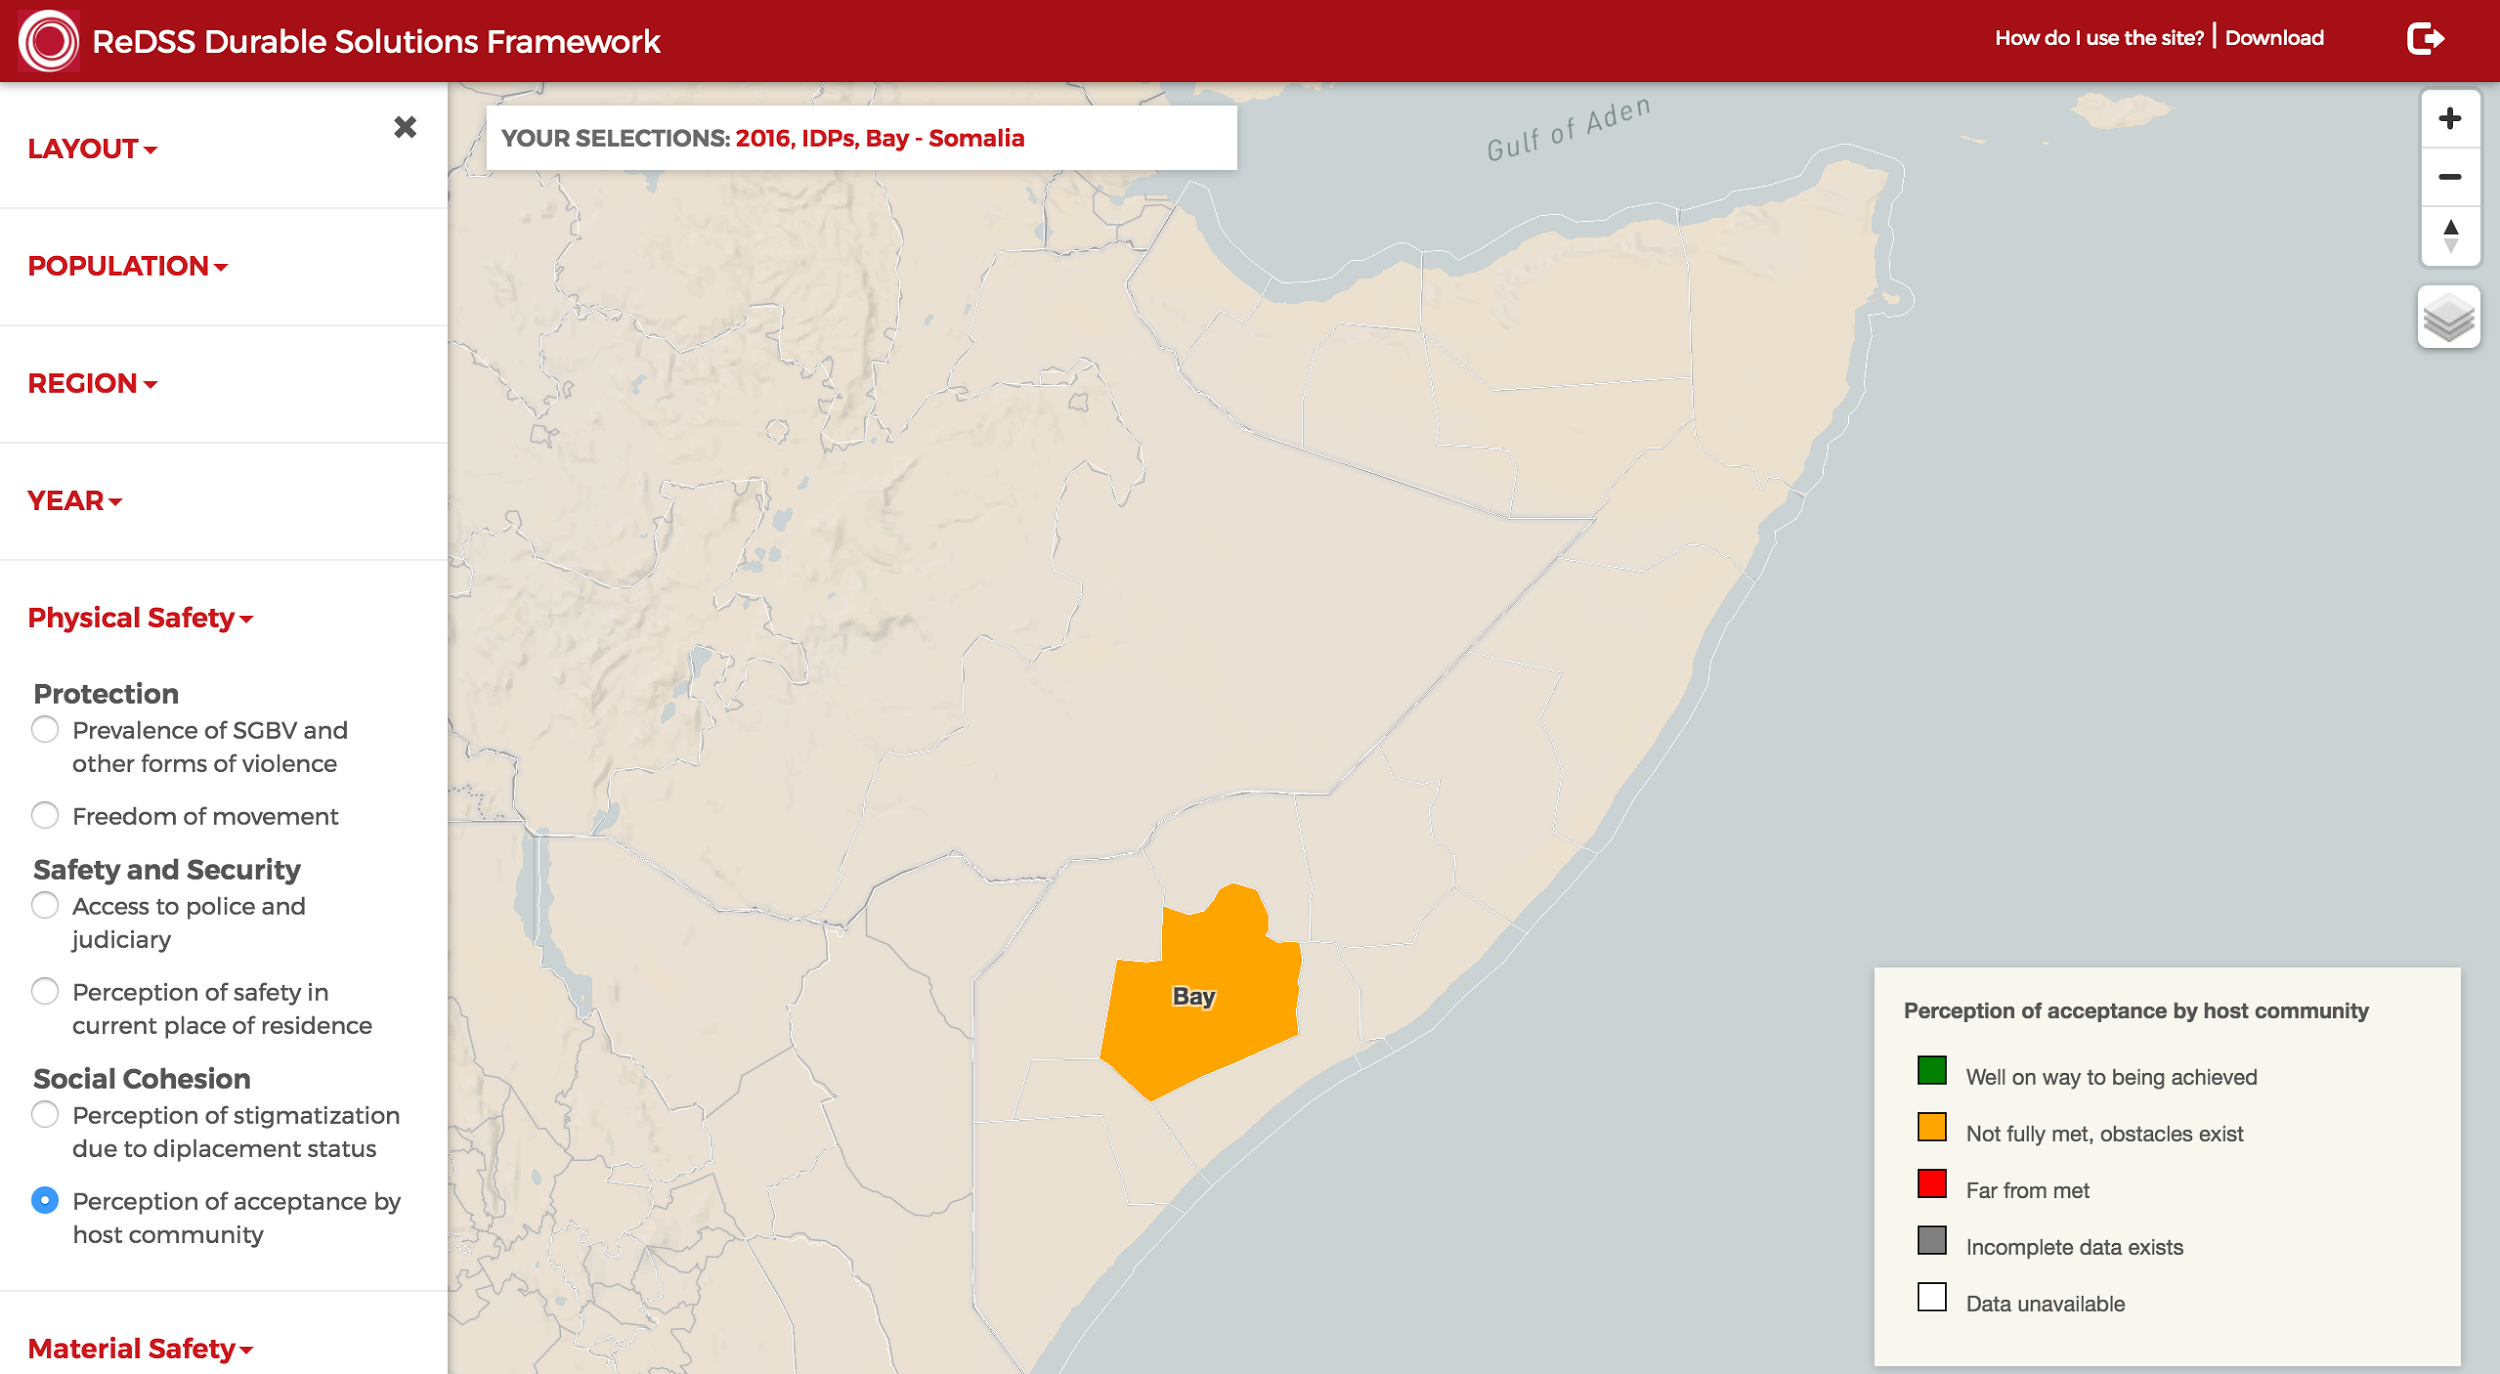 ReDSS Durable Solutions Framework
How do I use the site? | Download
LAYOUT
POPULATION
REGION
YEAR
Physical Safety
Protection
Prevalence of SGBV and
other forms of violence
Freedom of movement
Safety and Security
Access to police and
judiciary
Perception of safety in
current place of residence
Social Cohesion
Perception of stigmatization
due to diplacement status
Perception of acceptance by
host community
Material Safety
YOUR SELECTIONS: 2016, IDPs, Bay - Somalia
Gulf of Aden
Bay
Perception of acceptance by host community
Well on way to being achieved
Not fully met, obstacles exist
Far from met
Incomplete data exists
Data unavailable